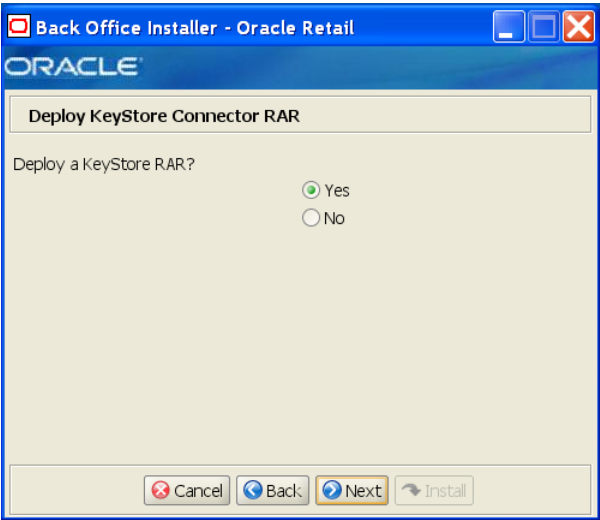 Back Office Installer - Oracle Retail
ORACLE
Deploy KeyStore Connector RAR
Deploy a KeyStore RAR?
Yes
No
Cancel Back Next Install